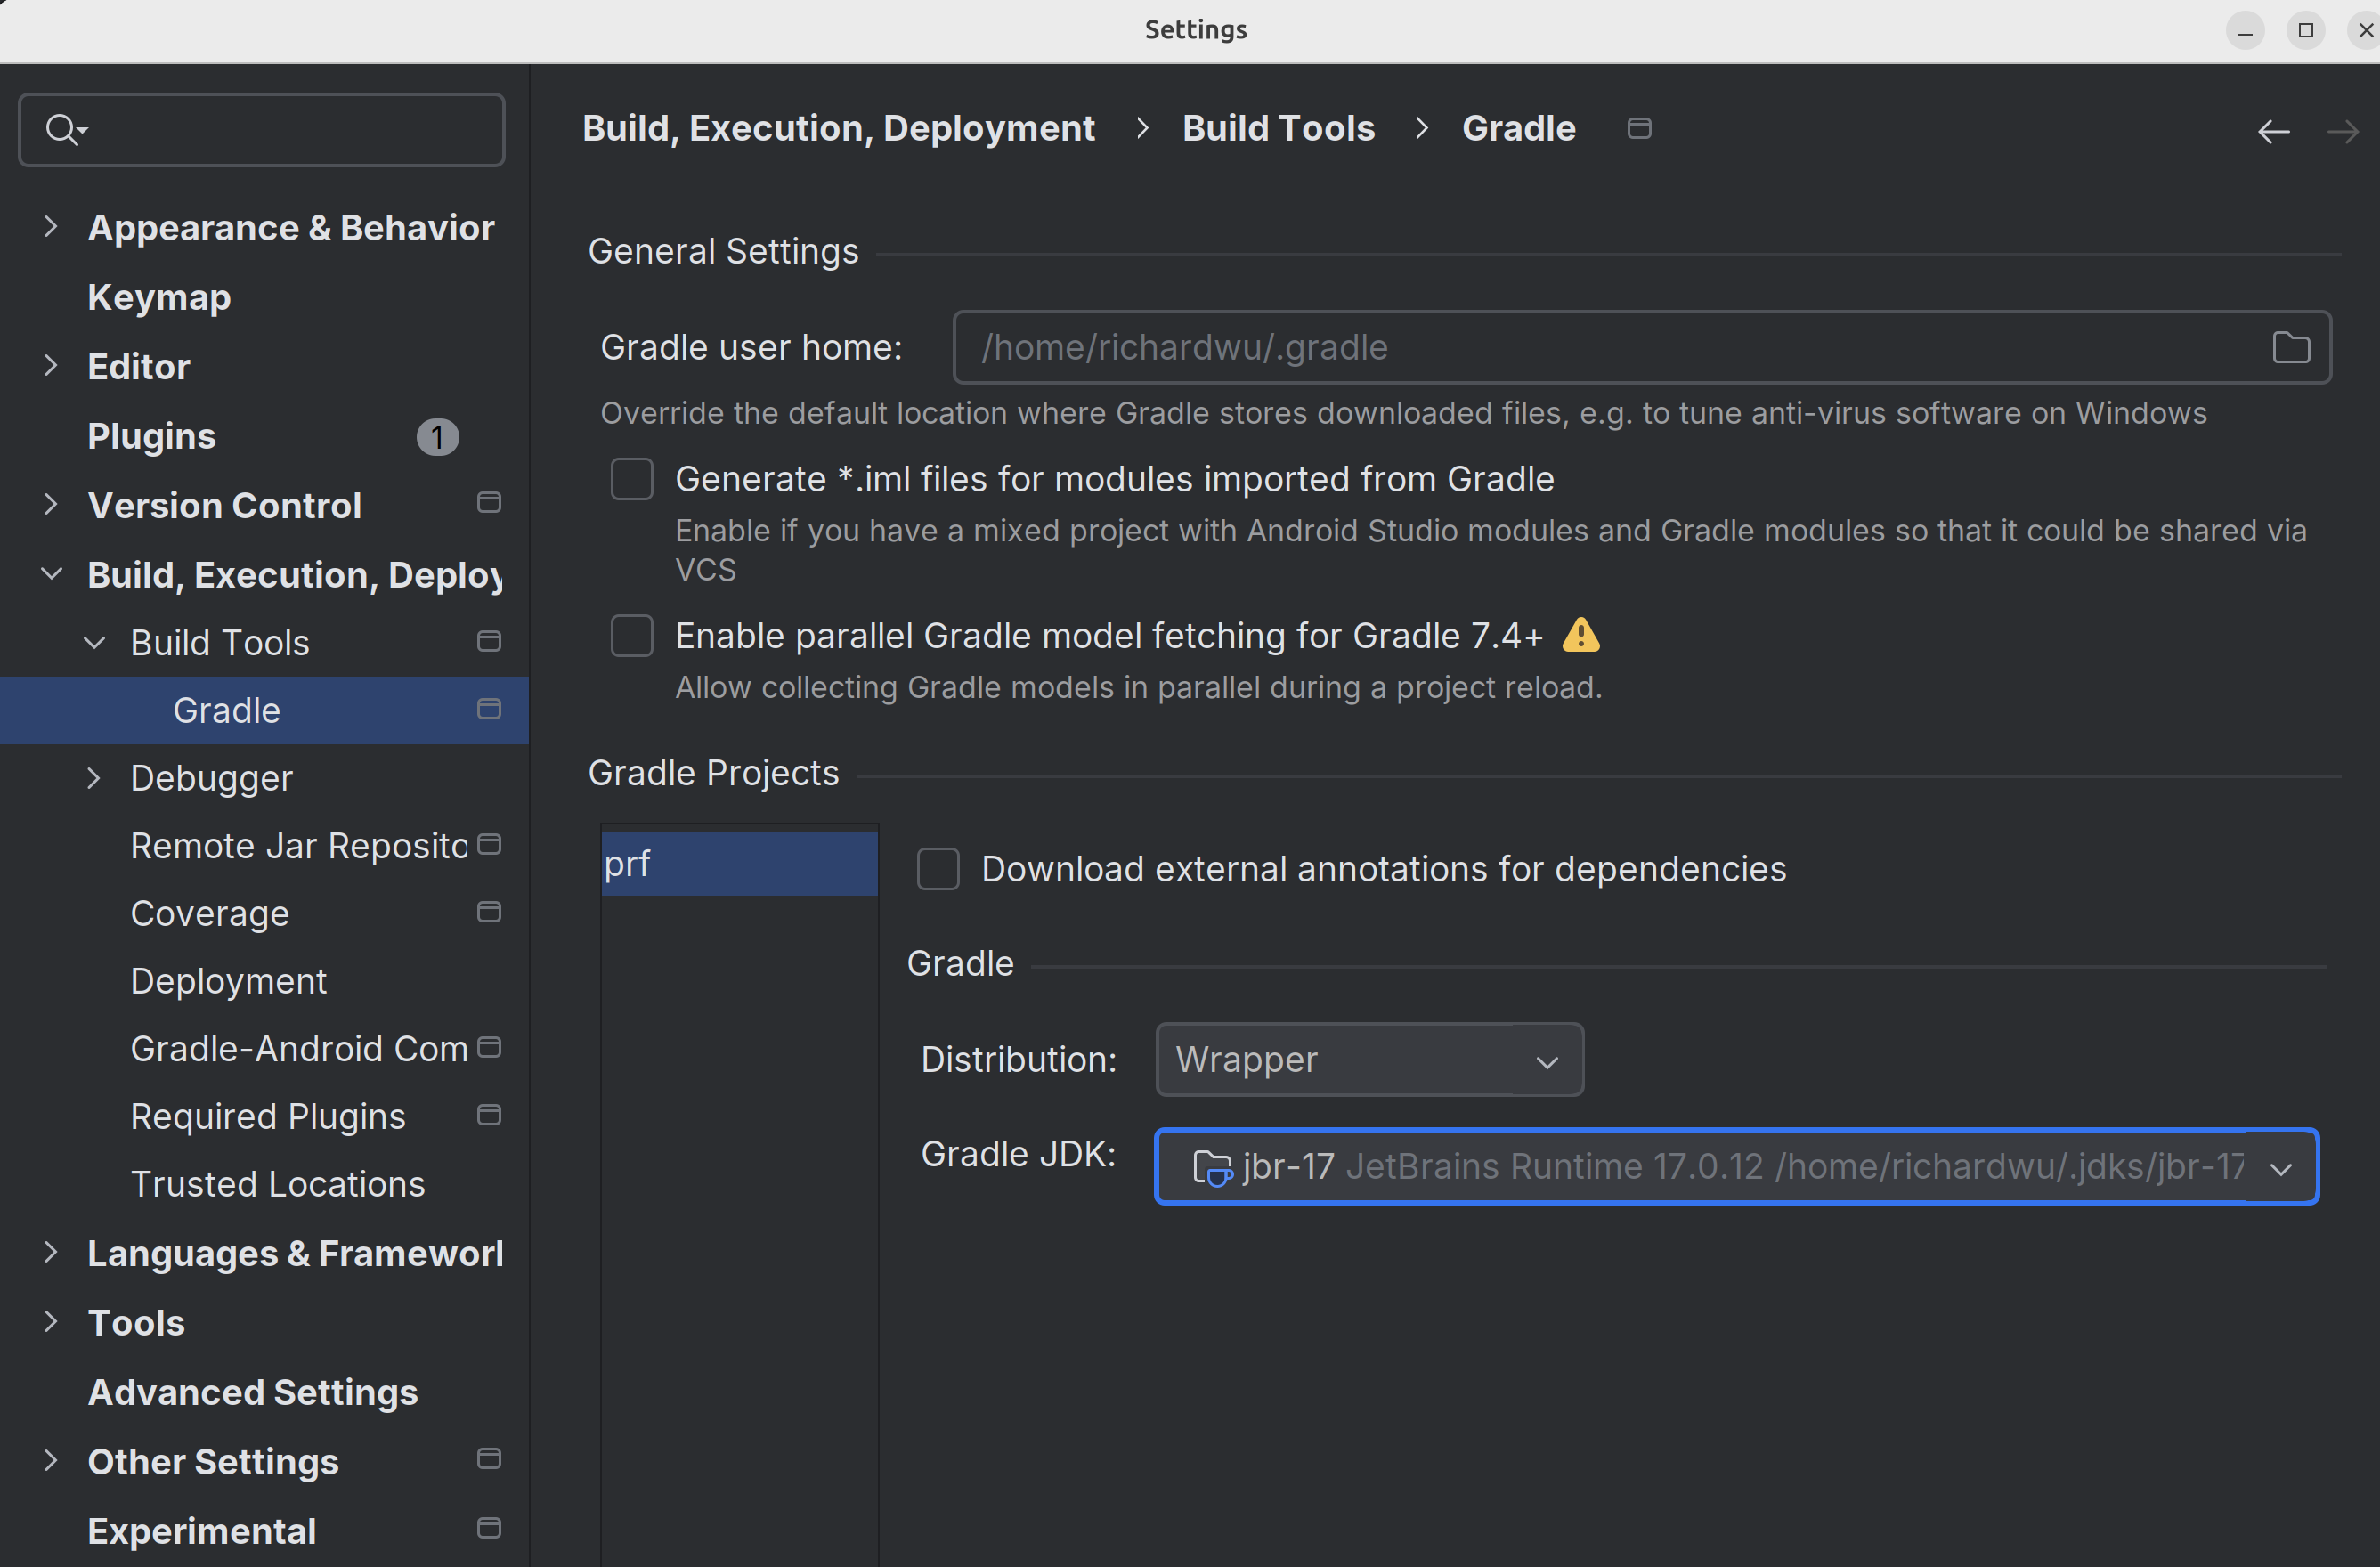 Settings
Build, Execution, Deployment > Build Tools > Gradle
Appearance & Behavior
Keymap
Editor
Plugins 1
Version Control
Build, Execution, Deploy
Build Tools
Gradle
Debugger
Remote Jar Reposito
Coverage
Deployment
Gradle-Android Com
Required Plugins
Trusted Locations
Languages & Framework
Tools
Advanced Settings
Other Settings
Experimental
General Settings
Gradle user home: /home/richardwu/.gradle
Override the default location where Gradle stores downloaded files, e.g. to tune anti-virus software on Windows
Generate *.iml files for modules imported from Gradle
Enable if you have a mixed project with Android Studio modules and Gradle modules so that it could be shared via
VCS
Enable parallel Gradle model fetching for Gradle 7.4+
Allow collecting Gradle models in parallel during a project reload.
Gradle Projects
prf
Download external annotations for dependencies
Gradle
Distribution: Wrapper
Gradle JDK: jbr-17 JetBrains Runtime 17.0.12 /home/richardwu/.jdks/jbr-17